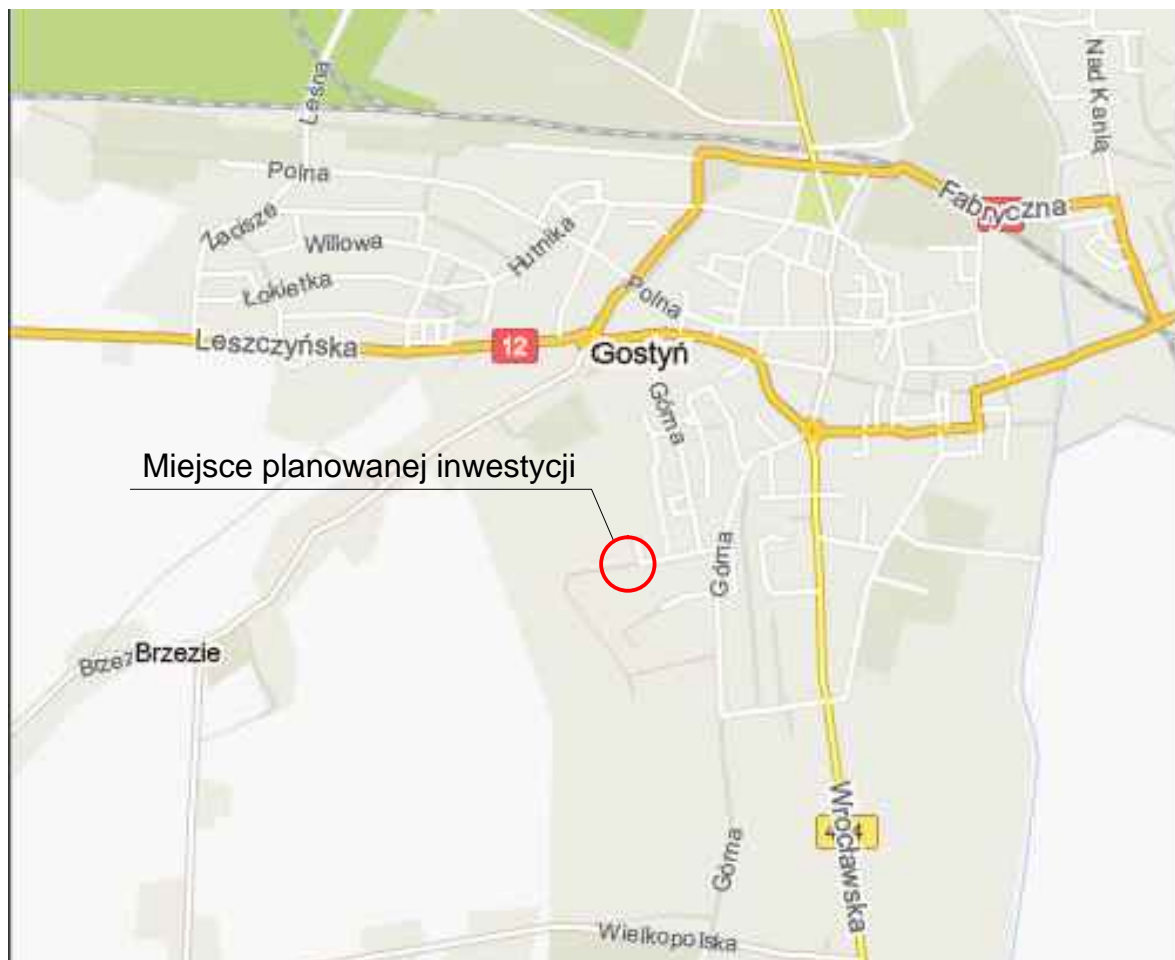 Leśna
Nad Kanią
Polna
Fabryczna
Zacisze
Willowa
Hutnika
Łokietka
Polna
Leszczyńska
12
Gostyń
Górna
Miejsce planowanej inwestycji
Górna
Brzezie
Wrocławska
Górna
Wielkopolska